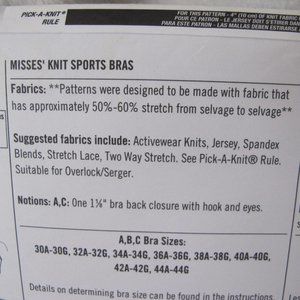 PICK-A-KNIT®
RULE
FOR THIS PATTERN - 4" (10 cm) OF KNIT FAB
POUR CE PATRON - LE JERSEY DOIT S'ÉTIRER DAN
PARA ESTE PATRON - LAS MALLAS DEBEN ESTIRARSE
MISSES' KNIT SPORTS BRAS
Fabrics: **Patterns were designed to be made with fabric that
has approximately 50%-60% stretch from selvage to selvage**
Suggested fabrics include: Activewear Knits, Jersey, Spandex
Blends, Stretch Lace, Two Way Stretch. See Pick-A-Knit® Rule.
Suitable for Overlock/Serger.
Notions: A,C: One 1⅛" bra back closure with hook and eyes.
A,B,C Bra Sizes:
30A-30G, 32A-32G, 34A-34G, 36A-36G, 38A-38G, 40A-40G,
42A-42G, 44A-44G
Details on determining bra size can be found in the instructions